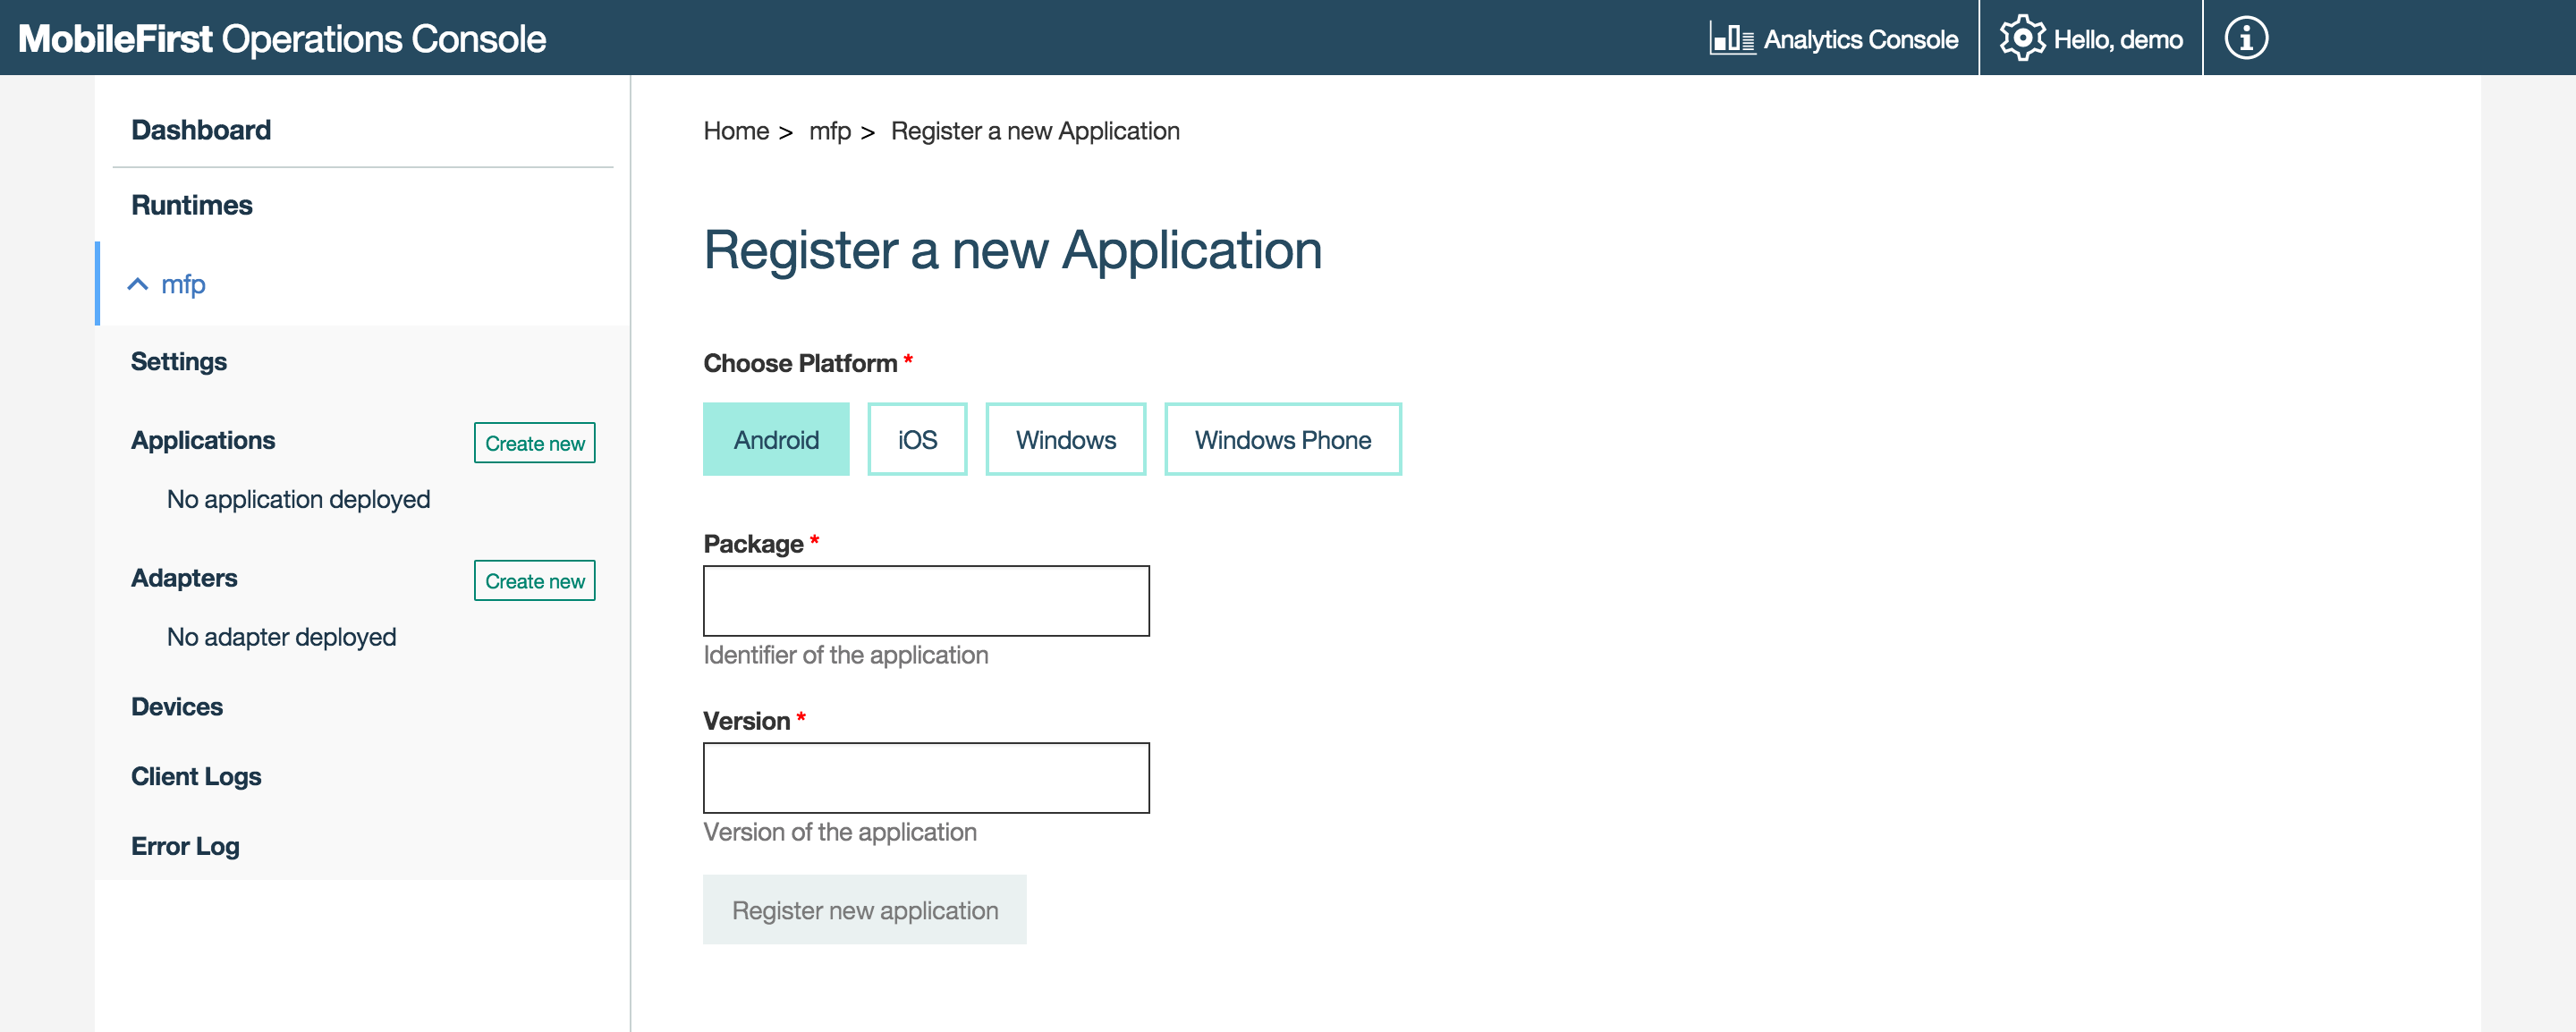 MobileFirst Operations Console
Analytics Console
Hello, demo
Dashboard
Runtimes
mfp
Settings
Applications
Create new
No application deployed
Adapters
Create new
No adapter deployed
Devices
Client Logs
Error Log
Home > mfp > Register a new Application
Register a new Application
Choose Platform *
Android
iOS
Windows
Windows Phone
Package *
Identifier of the application
Version *
Version of the application
Register new application